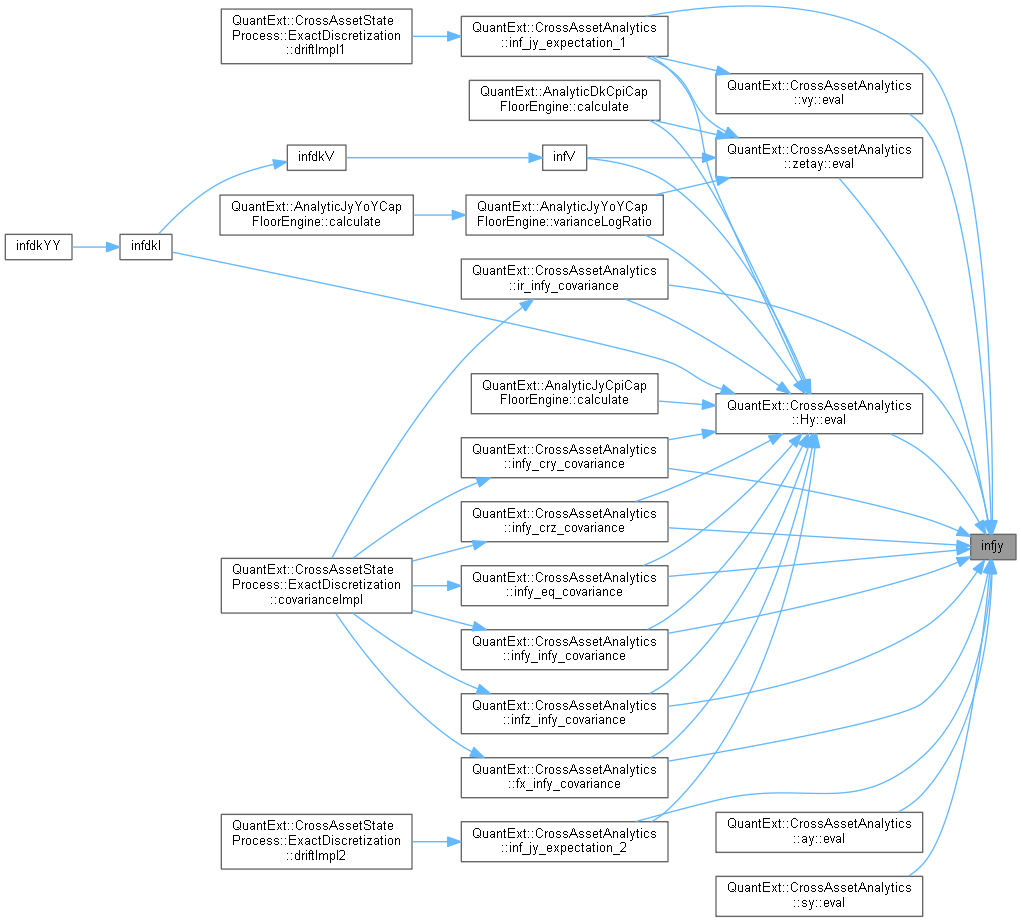 QuantExt::CrossAssetState
Process::ExactDiscretization
::driftImpl1
QuantExt::CrossAssetAnalytics
::inf_jy_expectation_1
QuantExt::CrossAssetAnalytics
::vy::eval
QuantExt::AnalyticDkCpiCap
FloorEngine::calculate
QuantExt::CrossAssetAnalytics
::zetay::eval
infdkV
infV
QuantExt::AnalyticJyYoYCap
FloorEngine::calculate
QuantExt::AnalyticJyYoYCap
FloorEngine::varianceLogRatio
infdkYY
infdkI
QuantExt::CrossAssetAnalytics
::ir_infy_covariance
QuantExt::AnalyticJyCpiCap
FloorEngine::calculate
QuantExt::CrossAssetAnalytics
::Hy::eval
QuantExt::CrossAssetAnalytics
::infy_cry_covariance
QuantExt::CrossAssetAnalytics
::infy_crz_covariance
infjy
QuantExt::CrossAssetState
Process::ExactDiscretization
::covarianceImpl
QuantExt::CrossAssetAnalytics
::infy_eq_covariance
QuantExt::CrossAssetAnalytics
::infy_infy_covariance
QuantExt::CrossAssetAnalytics
::infz_infy_covariance
QuantExt::CrossAssetAnalytics
::fx_infy_covariance
QuantExt::CrossAssetState
Process::ExactDiscretization
::driftImpl2
QuantExt::CrossAssetAnalytics
::inf_jy_expectation_2
QuantExt::CrossAssetAnalytics
::ay::eval
QuantExt::CrossAssetAnalytics
::sy::eval